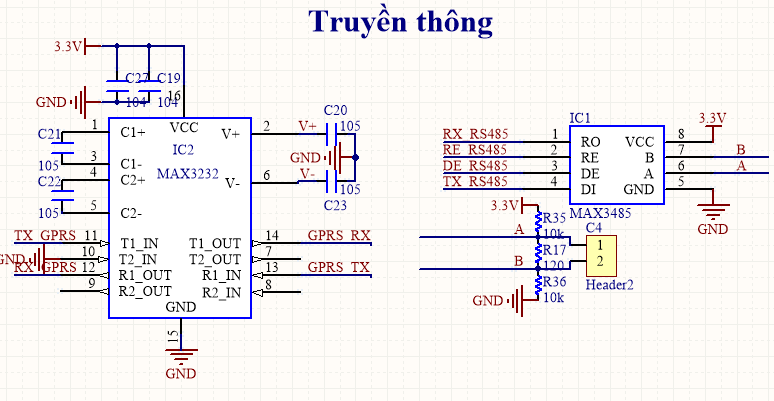 Truyền thông
3.3V
C27
C19
104
104
GND
16
VCC
C21
105
1
C1+
3
C1-
4
C2+
C22
105
5
C2-
IC2
MAX3232
V+
2
V+
C20
105
GND
V-
6
V-
105
C23
TX_GPRS
11
T1_IN
T1_OUT
14
GPRS_RX
GND
10
T2_IN
T2_OUT
7
RX_GPRS
12
R1_OUT
R1_IN
13
GPRS_TX
9
R2_OUT
R2_IN
8
GND
15
GND
IC1
3.3V
RX_RS485
1
RO
VCC
8
RE_RS485
2
RE
B
7
B
DE_RS485
3
DE
A
6
A
TX_RS485
4
DI
GND
5
MAX3485
GND
3.3V
R35
10k
A
R17
120
B
R36
10k
GND
C4
1
2
Header2